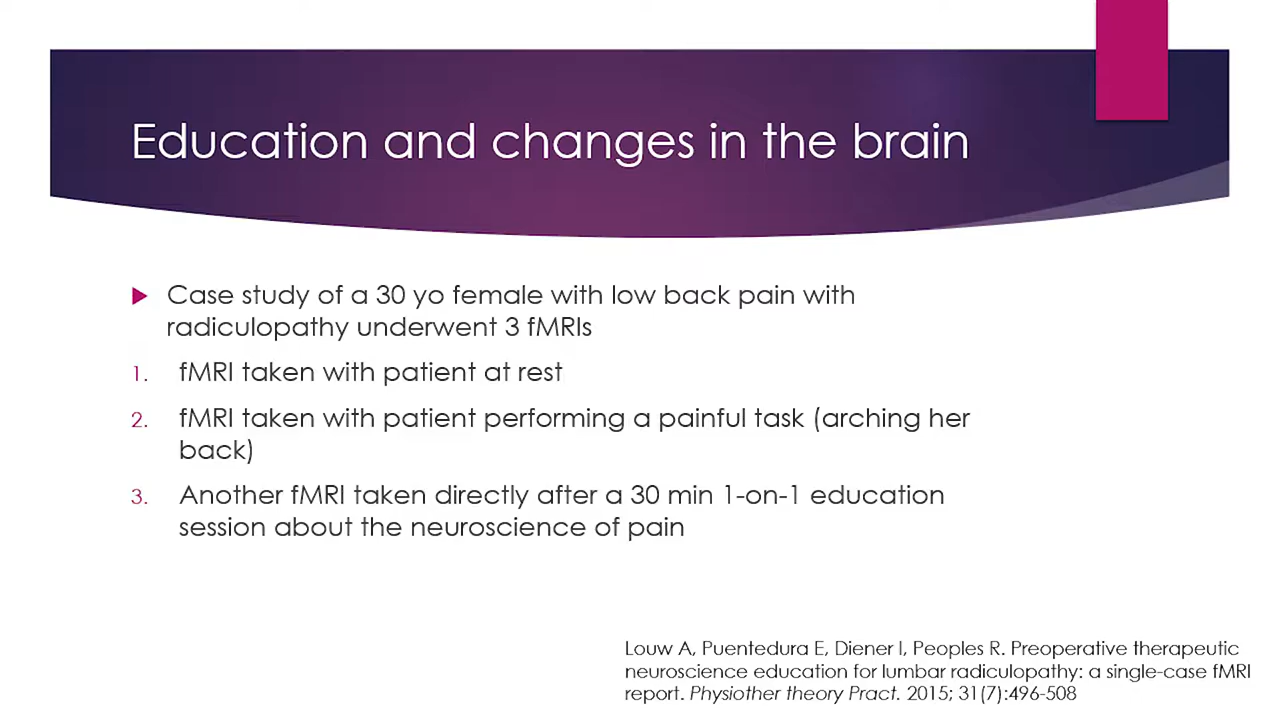 Education and changes in the brain
Case study of a 30 yo female with low back pain with
radiculopathy underwent 3 fMRIs
1. fMRI taken with patient at rest
2. fMRI taken with patient performing a painful task (arching her
back)
3. Another fMRI taken directly after a 30 min 1-on-1 education
session about the neuroscience of pain
Louw A, Puentedura E, Diener I, Peoples R. Preoperative therapeutic
neuroscience education for lumbar radiculopathy: a single-case fMRI
report. Physiother theory Pract. 2015; 31(7):496-508